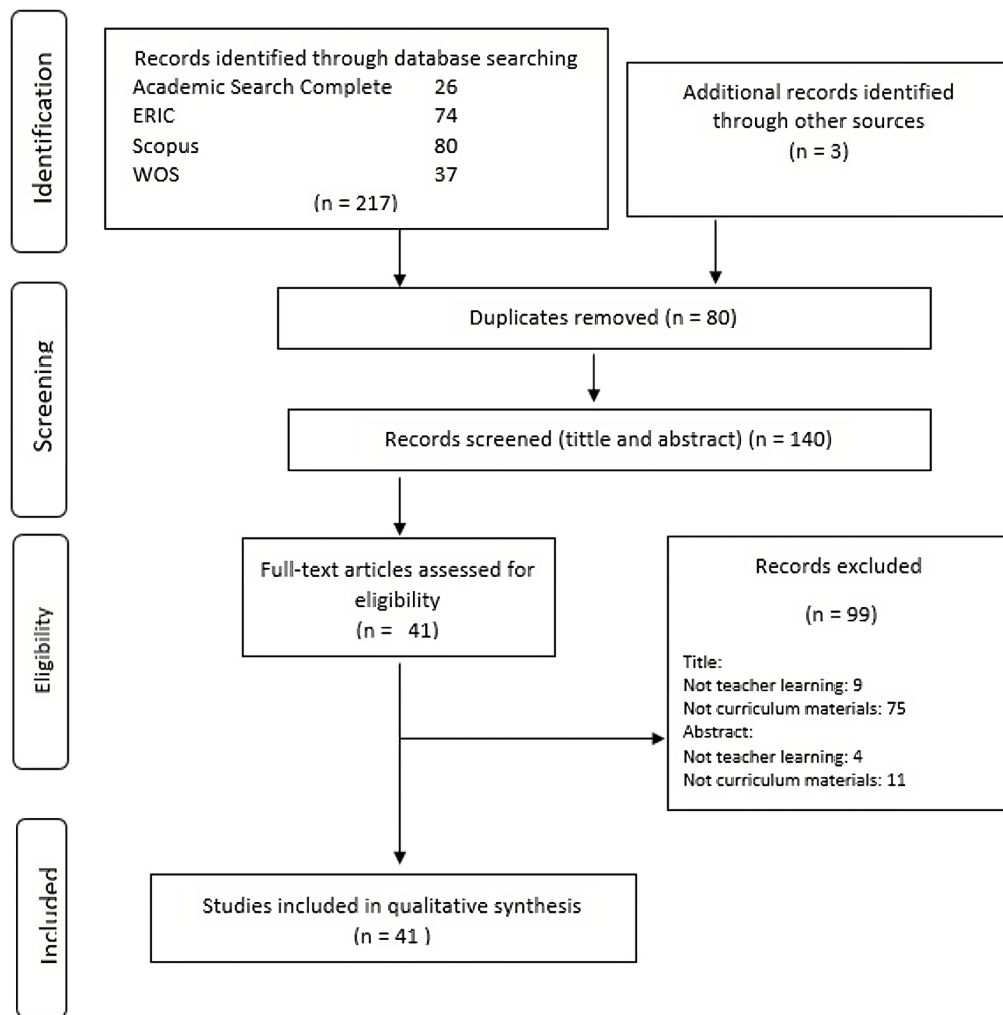 Identification
Records identified through database searching
Academic Search Complete 26
ERIC 74
Scopus 80
WOS 37
(n = 217)
Additional records identified
through other sources
(n = 3)
Screening
Duplicates removed (n = 80)
Records screened (tittle and abstract) (n = 140)
Eligibility
Full-text articles assessed for
eligibility
(n = 41)
Records excluded
(n = 99)
Title:
Not teacher learning: 9
Not curriculum materials: 75
Abstract:
Not teacher learning: 4
Not curriculum materials: 11
Included
Studies included in qualitative synthesis
(n = 41 )